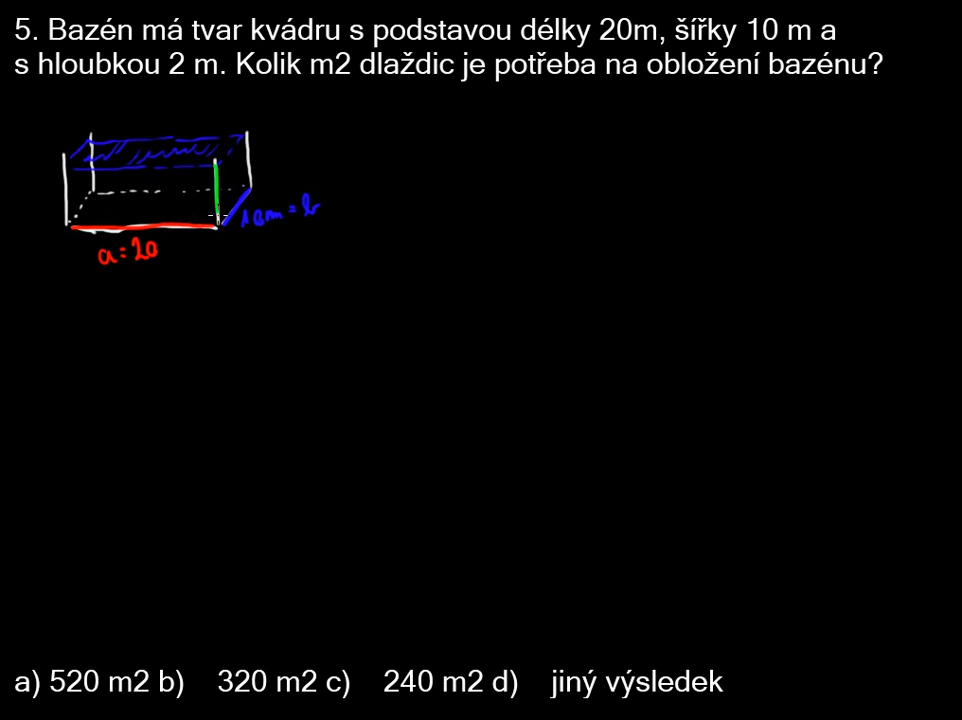 5. Bazén má tvar kvádru s podstavou délky 20m, šířky 10 m a
s hloubkou 2 m. Kolik m2 dlaždic je potřeba na obložení bazénu?
10m = b
a = 20
a) 520 m2 b) 320 m2 c) 240 m2 d) jiný výsledek